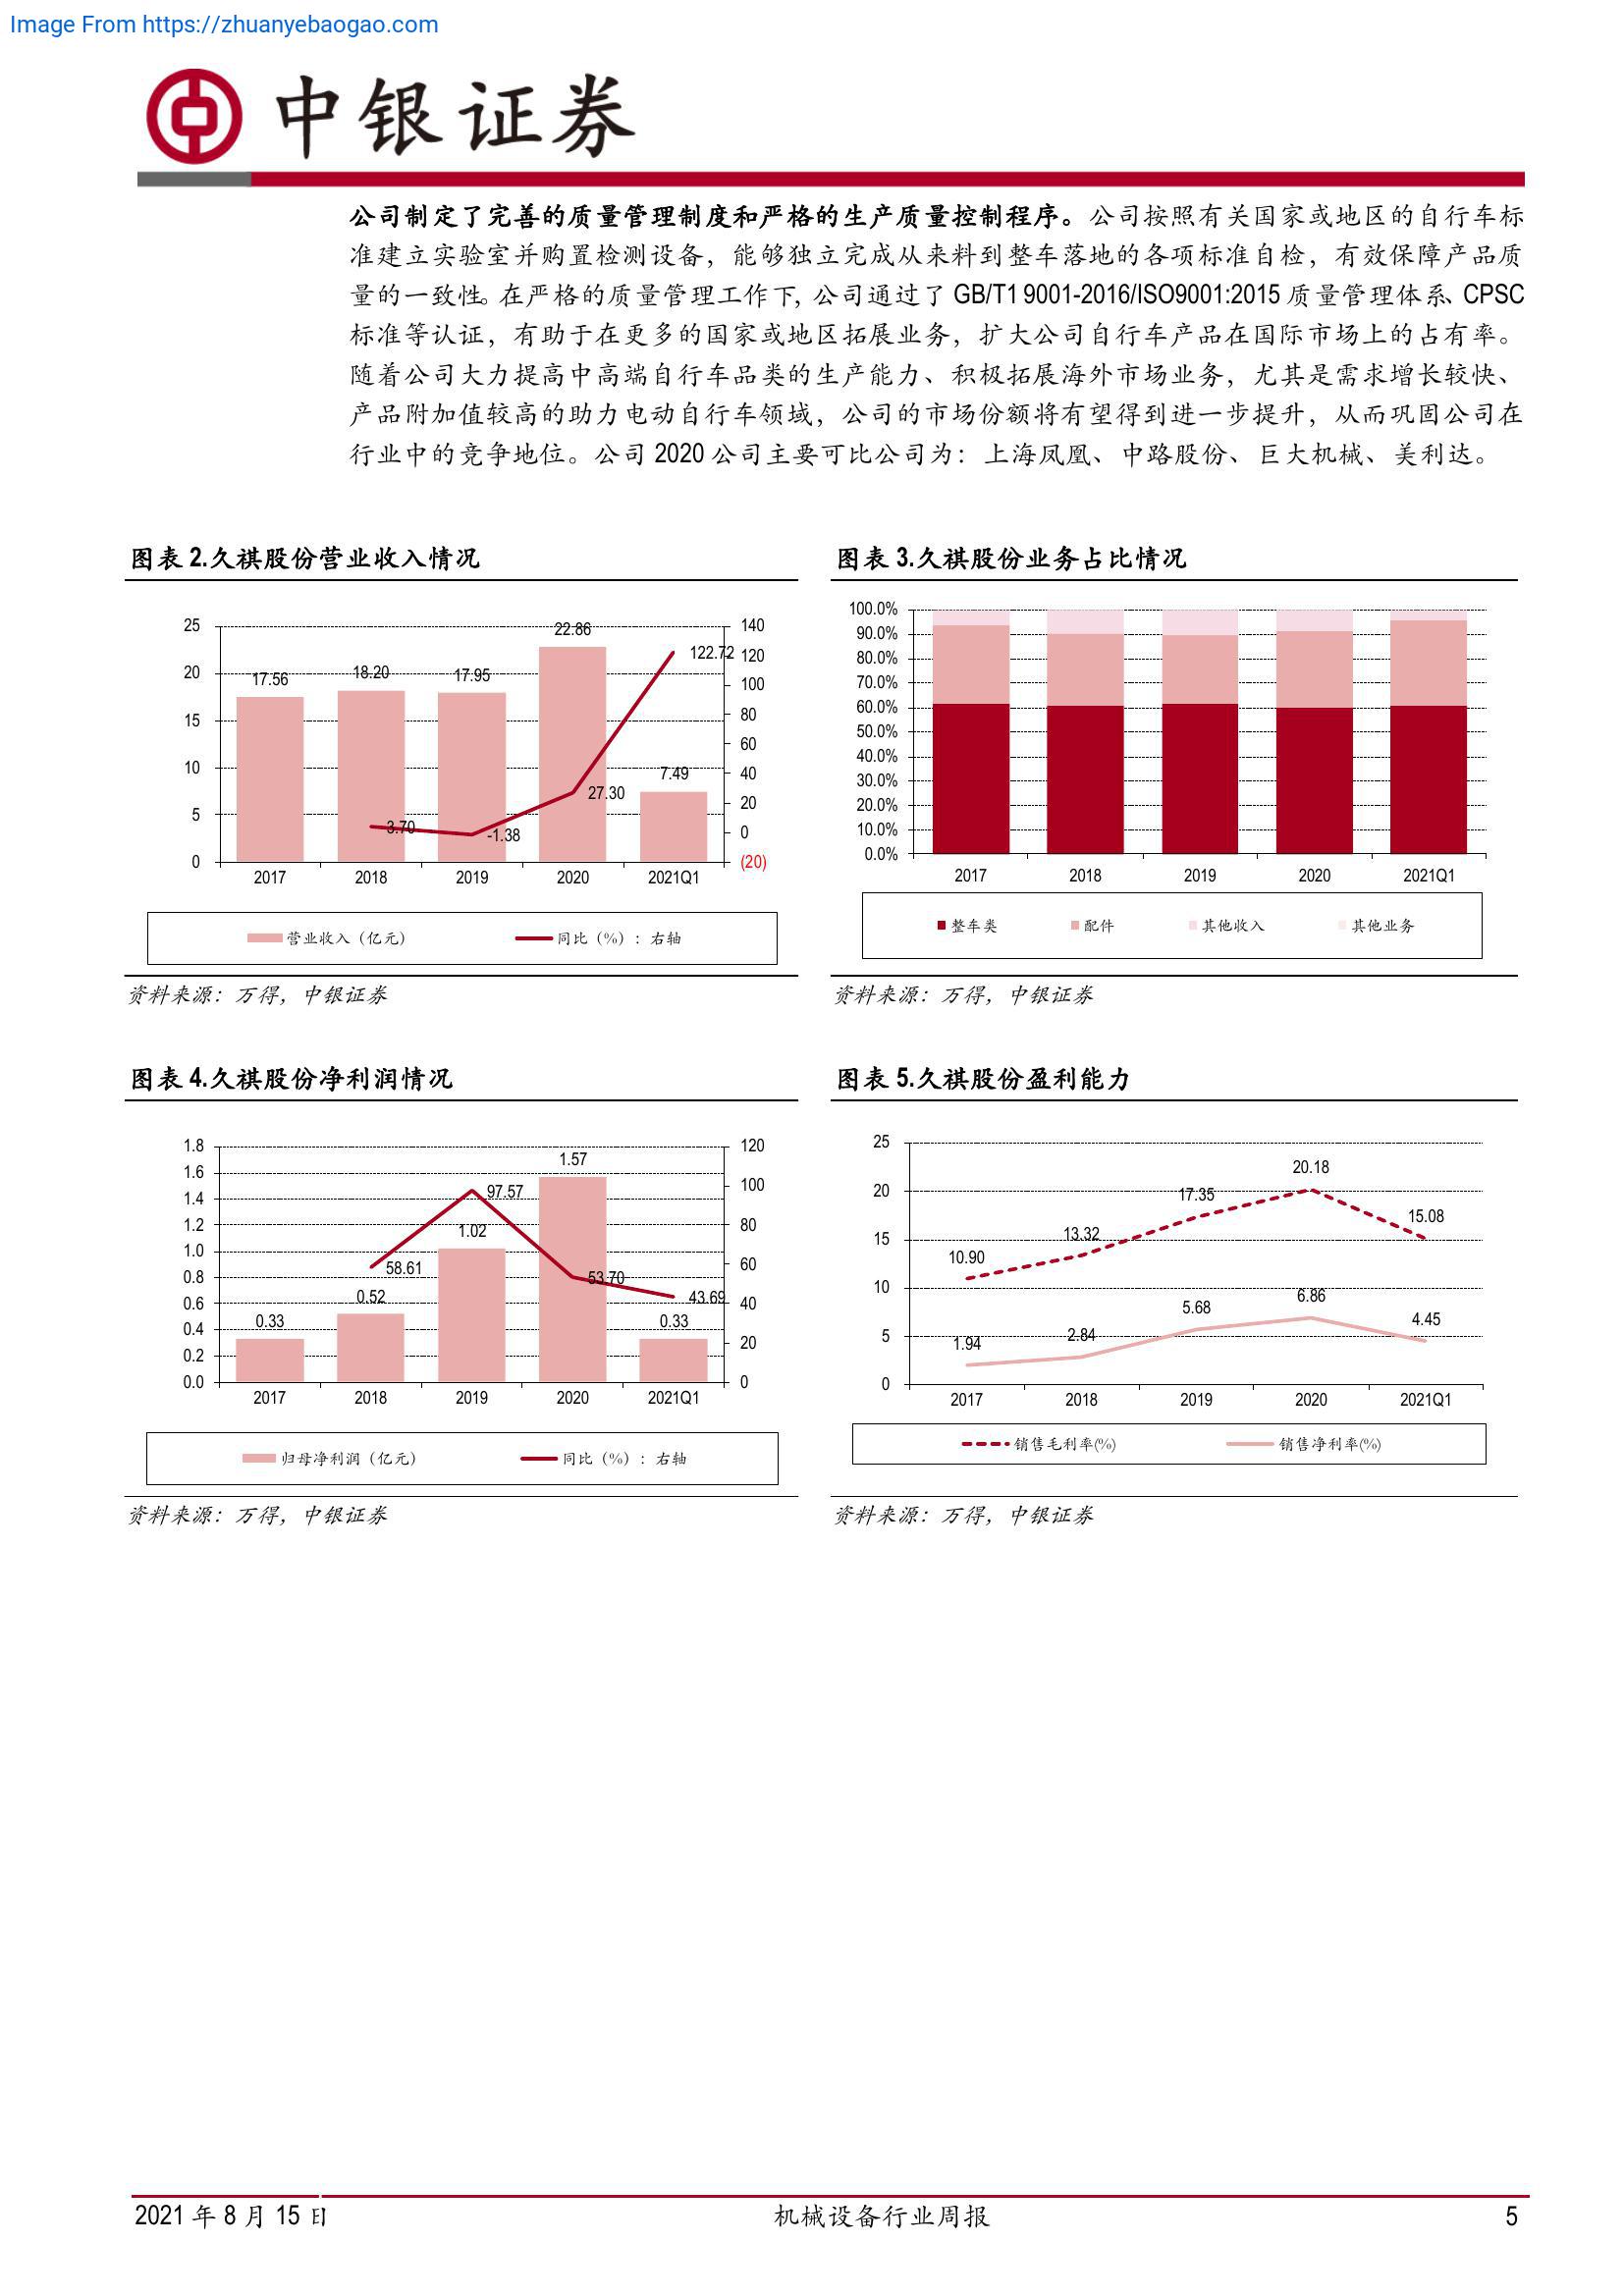 Image From https://zhuanyebaogao.com
中银证券
公司制定了完善的质量管理制度和严格的生产质量控制程序。公司按照有关国家或地区的自行车标
准建立实验室并购置检测设备，能够独立完成从来料到整车落地的各项标准自检，有效保障产品质
量的一致性。在严格的质量管理工作下，公司通过了 GB/T1 9001-2016/ISO9001:2015 质量管理体系、CPSC
标准等认证，有助于在更多的国家或地区拓展业务，扩大公司自行车产品在国际市场上的占有率。
随着公司大力提高中高端自行车品类的生产能力、积极拓展海外市场业务，尤其是需求增长较快、
产品附加值较高的助力电动自行车领域，公司的市场份额将有望得到进一步提升，从而巩固公司在
行业中的竞争地位。公司 2020 公司主要可比公司为：上海凤凰、中路股份、巨大机械、美利达。
图表 2.久祺股份营业收入情况
25
20
15
10
5
0
140
120
100
80
60
40
20
0
(20)
17.56
18.20
17.95
22.86
7.49
3.70
-1.38
27.30
122.72
2017 2018 2019 2020 2021Q1
营业收入（亿元） 同比（%）：右轴
资料来源：万得，中银证券
图表 3.久祺股份业务占比情况
100.0%
90.0%
80.0%
70.0%
60.0%
50.0%
40.0%
30.0%
20.0%
10.0%
0.0%
2017 2018 2019 2020 2021Q1
整车类 配件 其他收入 其他业务
资料来源：万得，中银证券
图表 4.久祺股份净利润情况
1.8
1.6
1.4
1.2
1.0
0.8
0.6
0.4
0.2
0.0
120
100
80
60
40
20
0
0.33
0.52
1.02
1.57
0.33
58.61
97.57
53.70
43.69
2017 2018 2019 2020 2021Q1
归母净利润（亿元） 同比（%）：右轴
资料来源：万得，中银证券
图表 5.久祺股份盈利能力
25
20
15
10
5
0
10.90
13.32
17.35
20.18
15.08
1.94
2.84
5.68
6.86
4.45
2017 2018 2019 2020 2021Q1
销售毛利率(%) 销售净利率(%)
资料来源：万得，中银证券
2021 年 8 月 15 日 机械设备行业周报 5